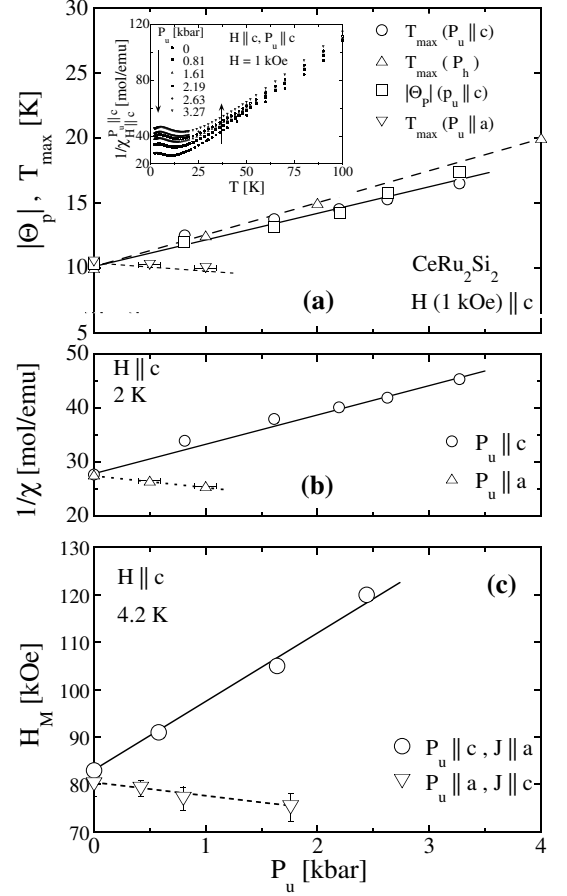 30
25
20
15
10
5
|Θp|, Tmax [K]
120
100
80
60
40
20
1/χ H||c Pu||c [mol/emu]
Pu [kbar]
0
0.81
1.61
2.19
2.63
3.27
H || c, Pu || c
H = 1 kOe
0 25 50 75 100
T [K]
Tmax (Pu || c)
Tmax ( Ph )
|Θp| (pu || c)
Tmax (Pu || a)
(a)
CeRu2Si2
H (1 kOe) || c
50
40
30
20
1/χ [mol/emu]
H || c
2 K
Pu || c
Pu || a
(b)
130
120
110
100
90
80
70
HM [kOe]
H || c
4.2 K
(c)
Pu || c , J || a
Pu || a , J || c
0 1 2 3 4
Pu [kbar]